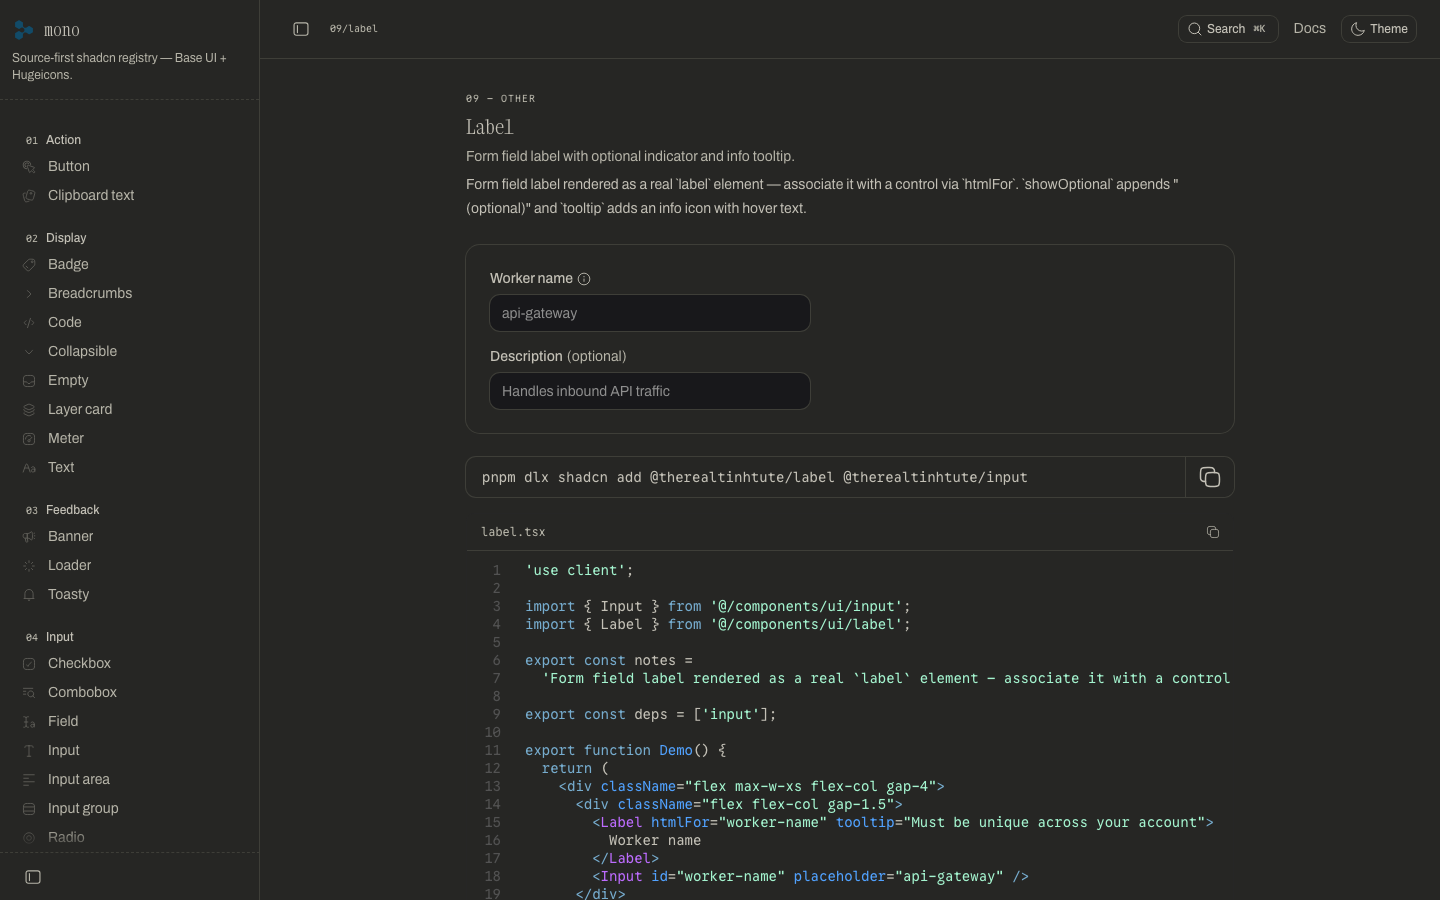 mono
Source-first shadcn registry — Base UI +
Hugeicons.
01 Action
Button
Clipboard text
02 Display
Badge
Breadcrumbs
Code
Collapsible
Empty
Layer card
Meter
Text
03 Feedback
Banner
Loader
Toasty
04 Input
Checkbox
Combobox
Field
Input
Input area
Input group
Radio
09/label
Search ⌘K
Docs
Theme
09 — OTHER
Label
Form field label with optional indicator and info tooltip.
Form field label rendered as a real `label` element — associate it with a control via `htmlFor`. `showOptional` appends "
(optional)" and `tooltip` adds an info icon with hover text.
Worker name
api-gateway
Description (optional)
Handles inbound API traffic
pnpm dlx shadcn add @therealtinhtute/label @therealtinhtute/input
label.tsx
1 'use client';
2
3 import { Input } from '@/components/ui/input';
4 import { Label } from '@/components/ui/label';
5
6 export const notes =
7 'Form field label rendered as a real `label` element — associate it with a control
8
9 export const deps = ['input'];
10
11 export function Demo() {
12 return (
13 <div className="flex max-w-xs flex-col gap-4">
14 <div className="flex flex-col gap-1.5">
15 <Label htmlFor="worker-name" tooltip="Must be unique across your account">
16 Worker name
17 </Label>
18 <Input id="worker-name" placeholder="api-gateway" />
19 </div>